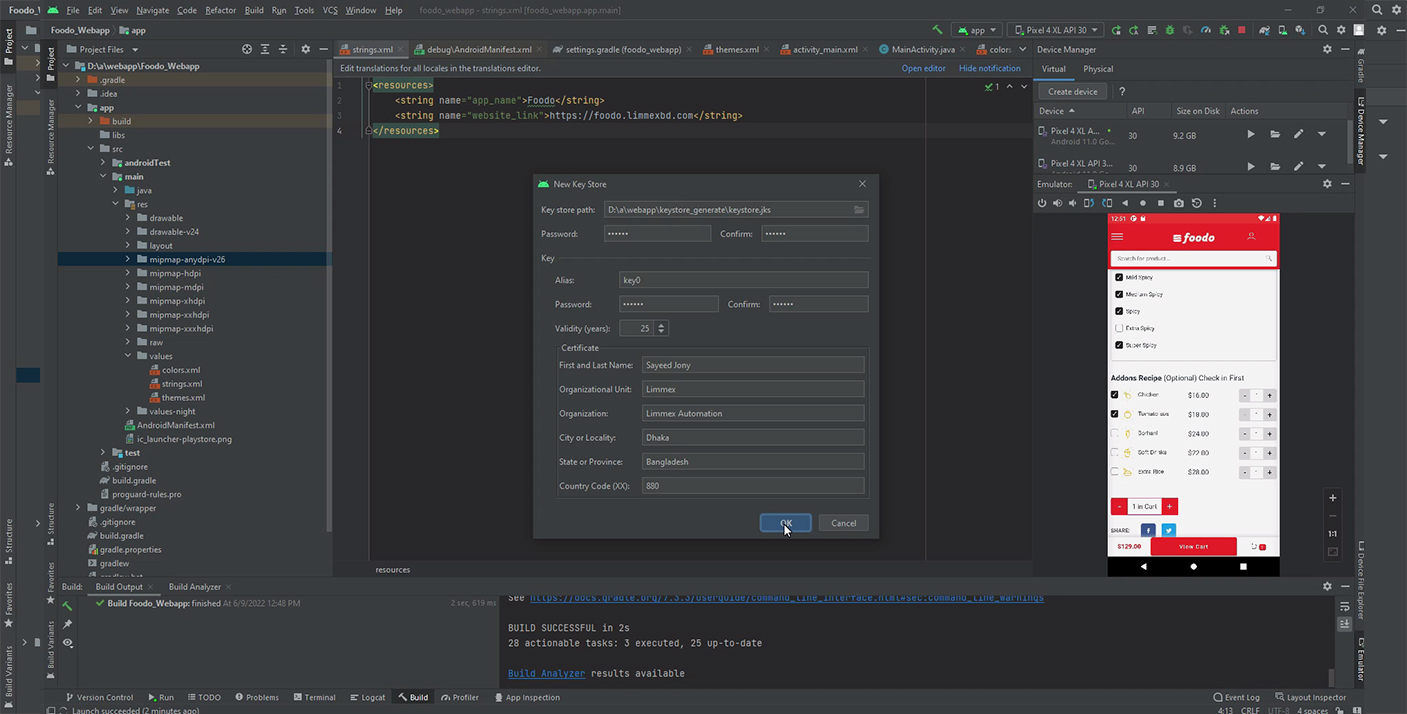 Foodo_V File Edit View Navigate Code Refactor Build Run Tools VCS Window Help foodo_webapp - strings.xml [foodo_webapp.app.main]
Foodo_Webapp app
app Pixel 4 XL API 30
Project
Resource Manager
Structure
Favorites
Build Variants
Project
Resource Manager
Structure
Favorites
Build Variants
Project Files
D:\a\webapp\Foodo_Webapp
.gradle
.idea
app
build
libs
src
androidTest
main
java
res
drawable
drawable-v24
layout
mipmap-anydpi-v26
mipmap-hdpi
mipmap-mdpi
mipmap-xhdpi
mipmap-xxhdpi
mipmap-xxxhdpi
raw
values
colors.xml
strings.xml
themes.xml
values-night
AndroidManifest.xml
ic_launcher-playstore.png
test
.gitignore
build.gradle
proguard-rules.pro
gradle/wrapper
.gitignore
build.gradle
gradle.properties
gradlew
gradlew.bat
strings.xml debug\AndroidManifest.xml settings.gradle (foodo_webapp) themes.xml activity_main.xml MainActivity.java colors
Edit translations for all locales in the translations editor. Open editor Hide notification
1 <resources>
2 <string name="app_name">Foodo</string>
3 <string name="website_link">https://foodo.limmexbd.com</string>
4 </resources>
1
resources
New Key Store
Key store path: D:\a\webapp\keystore_generate\keystore.jks
Password: •••••• Confirm: ••••••
Key
Alias: key0
Password: •••••• Confirm: ••••••
Validity (years): 25
Certificate
First and Last Name: Sayeed Jony
Organizational Unit: Limmex
Organization: Limmex Automation
City or Locality: Dhaka
State or Province: Bangladesh
Country Code (XX): 880
OK Cancel
Device Manager
Virtual Physical
Create device ?
Device API Size on Disk Actions
Pixel 4 XL A... 30 9.2 GB
Android 11.0 Go...
Pixel 4 XL API 3... 30 8.9 GB
Emulator: Pixel 4 XL API 30
12:51
foodo
Search for product...
Mild Spicy
Medium Spicy
Spicy
Extra Spicy
Super Spicy
Addons Recipe (Optional) Check in First
Chicken $16.00 - +
$18.00 - +
Borhani $24.00 - +
Soft Drinks $22.00 - +
Extra Rice $28.00 - +
- 1 in Cart +
SHARE:
$129.00 View Cart
1:1
Gradle
Device Manager
Device File Explorer
Emulator
Build: Build Output Build Analyzer
Build Foodo_Webapp: finished At 6/9/2022 12:48 PM 2 sec, 619 ms
See https://docs.gradle.org/7.3.3/userguide/command_line_interface.html#sec:command_line_warnings
BUILD SUCCESSFUL in 2s
28 actionable tasks: 3 executed, 25 up-to-date
Build Analyzer results available
Version Control Run TODO Problems Terminal Logcat Build Profiler App Inspection Event Log Layout Inspector
Launch succeeded (2 minutes ago) 4:13 CRLF UTF-8 4 spaces